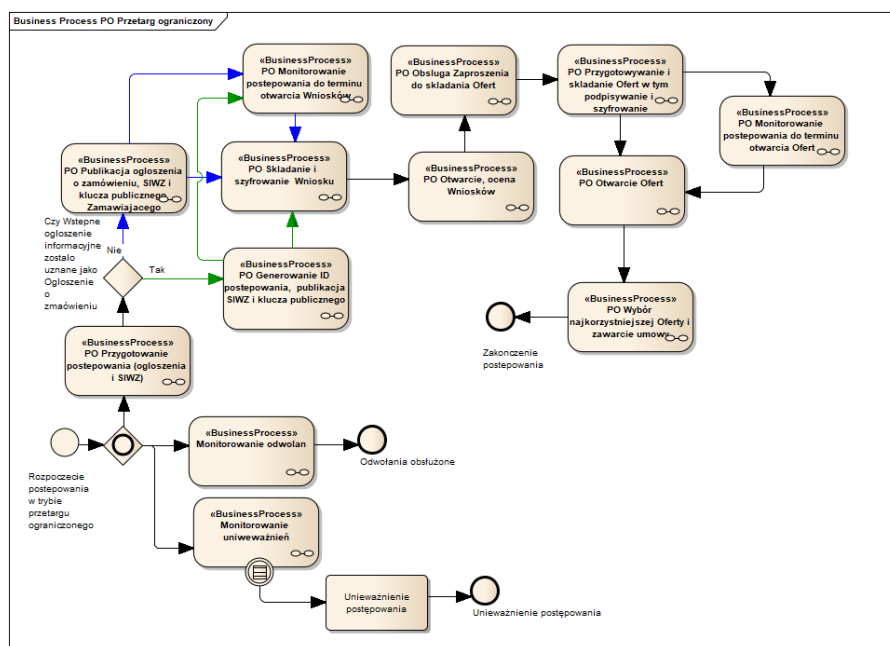 Business Process PO Przetarg ograniczony
«BusinessProcess»
PO Monitorowanie
postepowania do terminu
otwarcia Wniosków
«BusinessProcess»
PO Obsluga Zaproszenia
do skladania Ofert
«BusinessProcess»
PO Przygotowywanie i
skladanie Ofert w tym
podpisywanie i
szyfrowanie
«BusinessProcess»
PO Monitorowanie
postepowania do terminu
otwarcia Ofert
«BusinessProcess»
PO Publikacja ogloszenia
o zamówieniu, SIWZ i
klucza publicznego
Zamawiajacego
«BusinessProcess»
PO Skladanie i
szyfrowanie Wniosku
«BusinessProcess»
PO Otwarcie, ocena
Wniosków
«BusinessProcess»
PO Otwarcie Ofert
Czy Wstepne
ogloszenie
informacyjne
zostalo
uznane jako
Ogloszenie
o
zmaówieniu
Nie
Tak
«BusinessProcess»
PO Generowanie ID
postepowania, publikacja
SIWZ i klucza publicznego
«BusinessProcess»
PO Wybór
najkorzystniejszej Oferty i
zawarcie umowy
Zakonczenie
postepowania
«BusinessProcess»
PO Przygotowanie
postepowania (ogloszenia
i SIWZ)
«BusinessProcess»
Monitorowanie odwolan
Odwołania obsłużone
Rozpoczecie
postepowania
w trybie
przetargu
ograniczonego
«BusinessProcess»
Monitorowanie
uniweważnień
Unieważnienie
postępowania
Unieważnienie postępowania